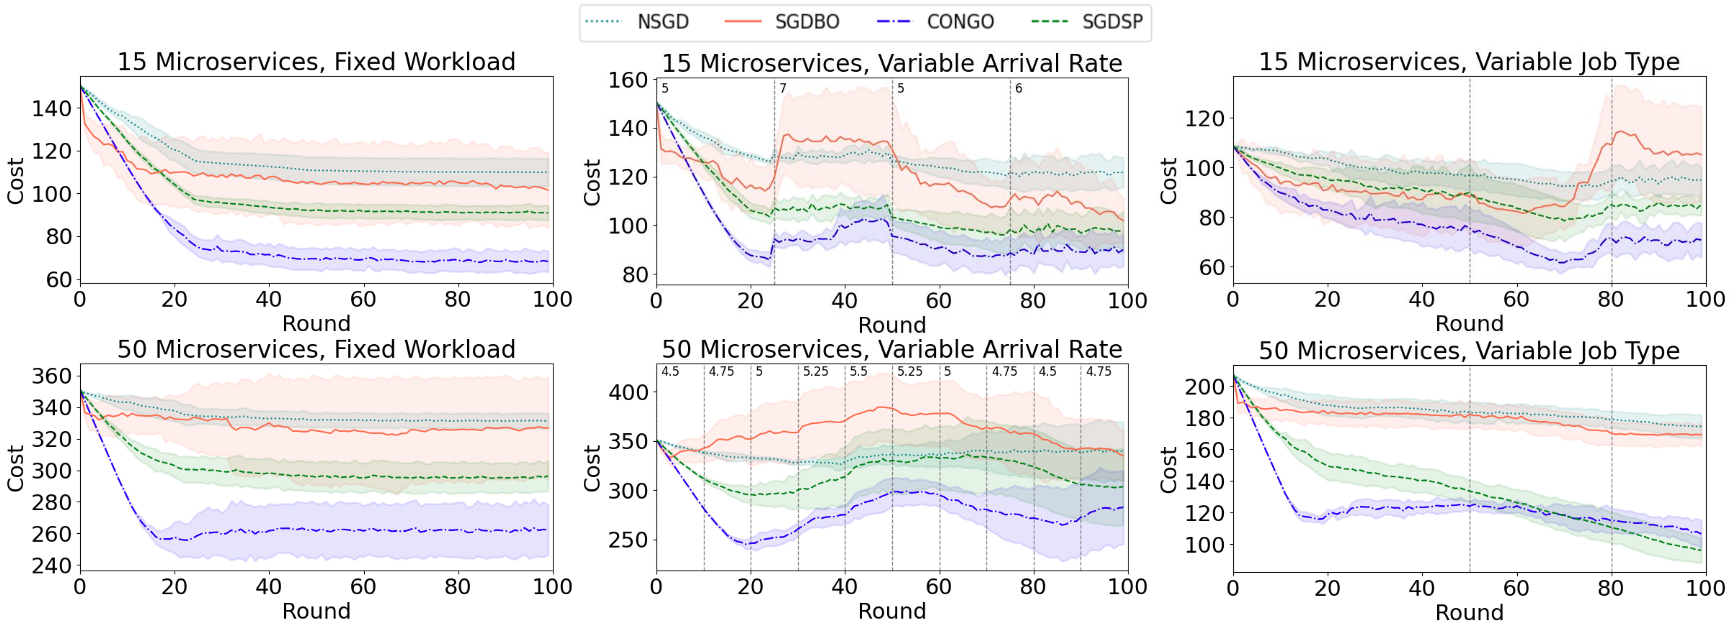 NSGD SGDBO CONGO SGDSP
15 Microservices, Fixed Workload
Cost
140
120
100
80
60
0 20 40 60 80 100
Round
15 Microservices, Variable Arrival Rate
Cost
160
140
120
100
80
5 7 5 6
0 20 40 60 80 100
Round
15 Microservices, Variable Job Type
Cost
120
100
80
60
0 20 40 60 80 100
Round
50 Microservices, Fixed Workload
Cost
360
340
320
300
280
260
240
0 20 40 60 80 100
Round
50 Microservices, Variable Arrival Rate
Cost
400
350
300
250
4.5 4.75 5 5.25 5.5 5.25 5 4.75 4.5 4.75
0 20 40 60 80 100
Round
50 Microservices, Variable Job Type
Cost
200
180
160
140
120
100
0 20 40 60 80 100
Round